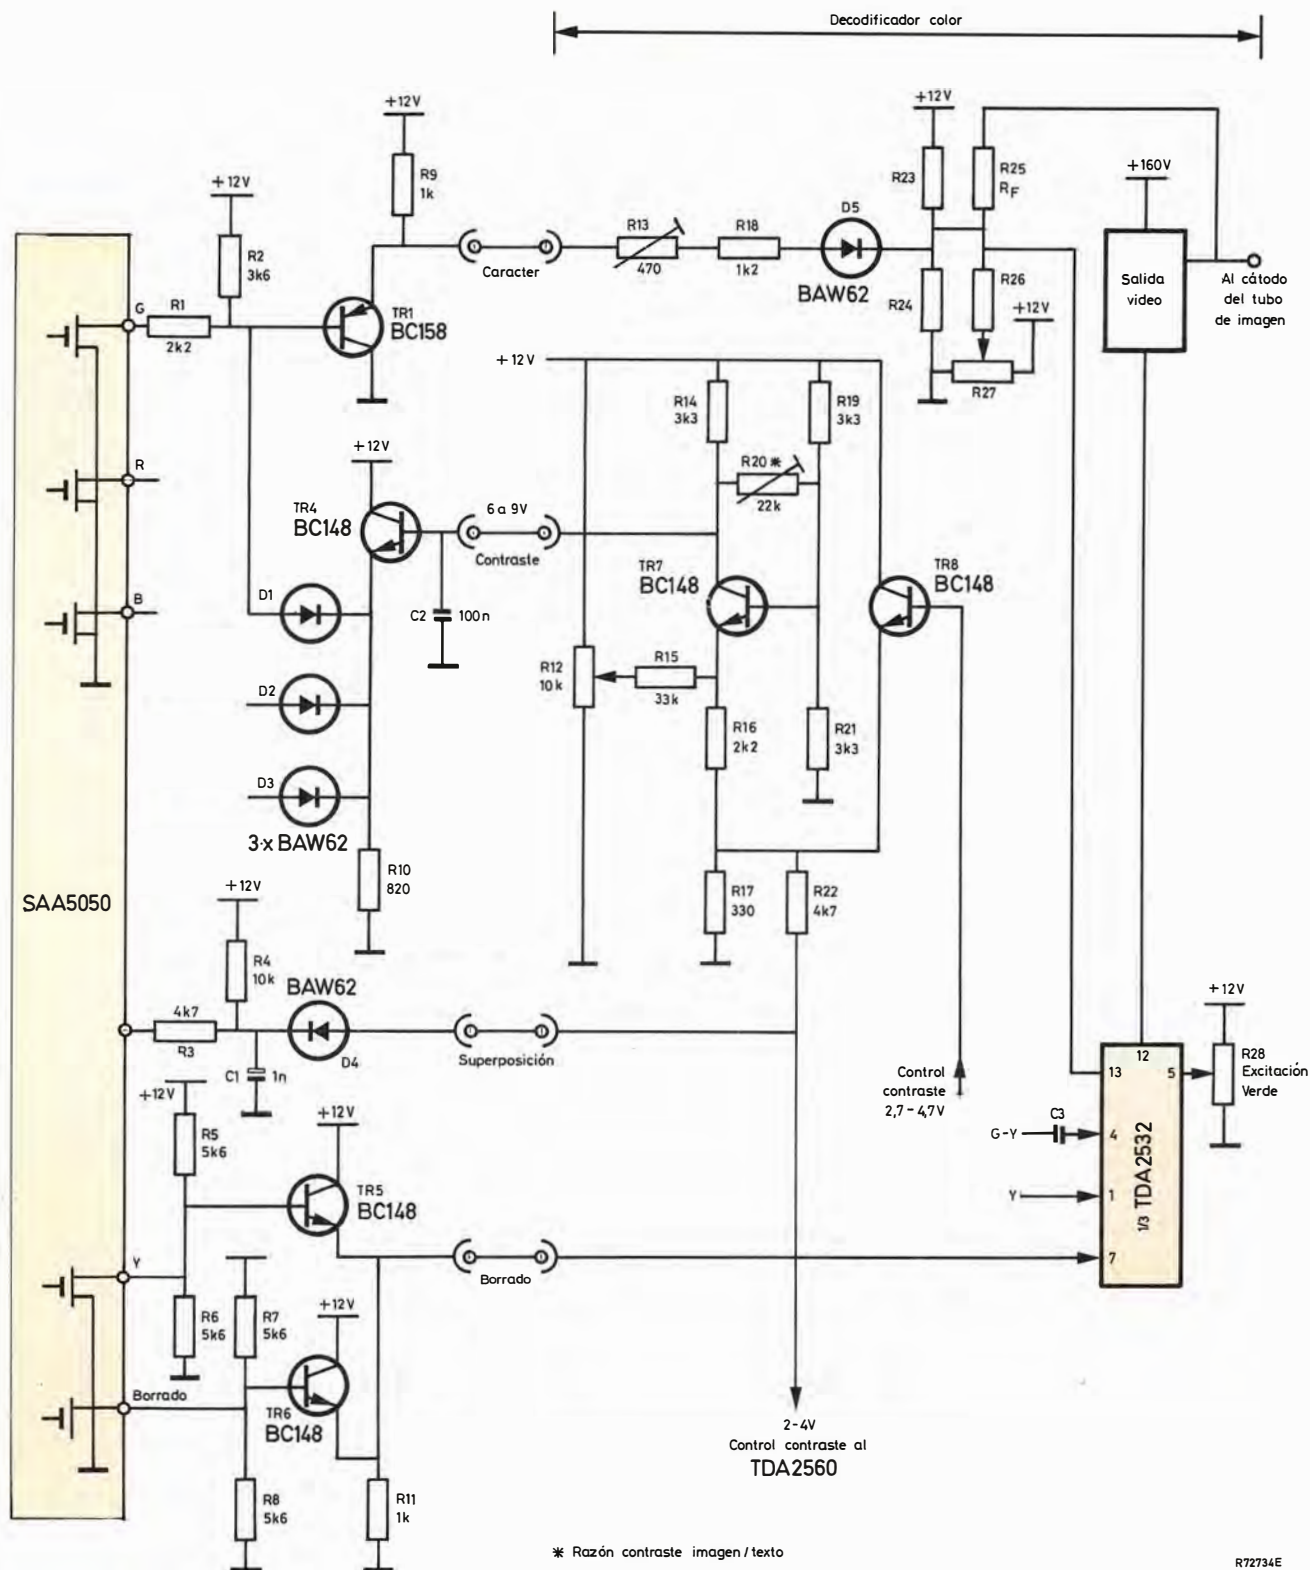 Decodificador color
+12V
R9
1k
+12V
R2
3k6
G
R1
2k2
TR1
BC158
Caracter
R13
470
R18
1k2
D5
BAW62
+12V
R23
R25
RF
R24
R26
+12V
R27
+160V
Salida
video
Al cátodo
del tubo
de imagen
+12V
R14
3k3
R19
3k3
R20 *
22k
R
+12V
TR4
BC148
6 a 9V
Contraste
TR7
BC148
TR8
BC148
B
D1
C2
100n
D2
R12
10k
R15
33k
R16
2k2
R21
3k3
D3
3·x BAW62
R10
820
R17
330
R22
4k7
SAA5050
+12V
R4
10k
BAW62
4k7
R3
D4
C1
1n
Superposición
Control
contraste
2,7-4,7V
+12V
R28
Excitación
Verde
12
13
5
C3
G-Y
4
Y
1
7
1/3 TDA2532
+12V
R5
5k6
+12V
TR5
BC148
Y
Borrado
R6
5k6
R7
5k6
+12V
Borrado
TR6
BC148
R8
5k6
R11
1k
2-4V
Control contraste al
TDA2560
* Razón contraste imagen / texto
R72734E